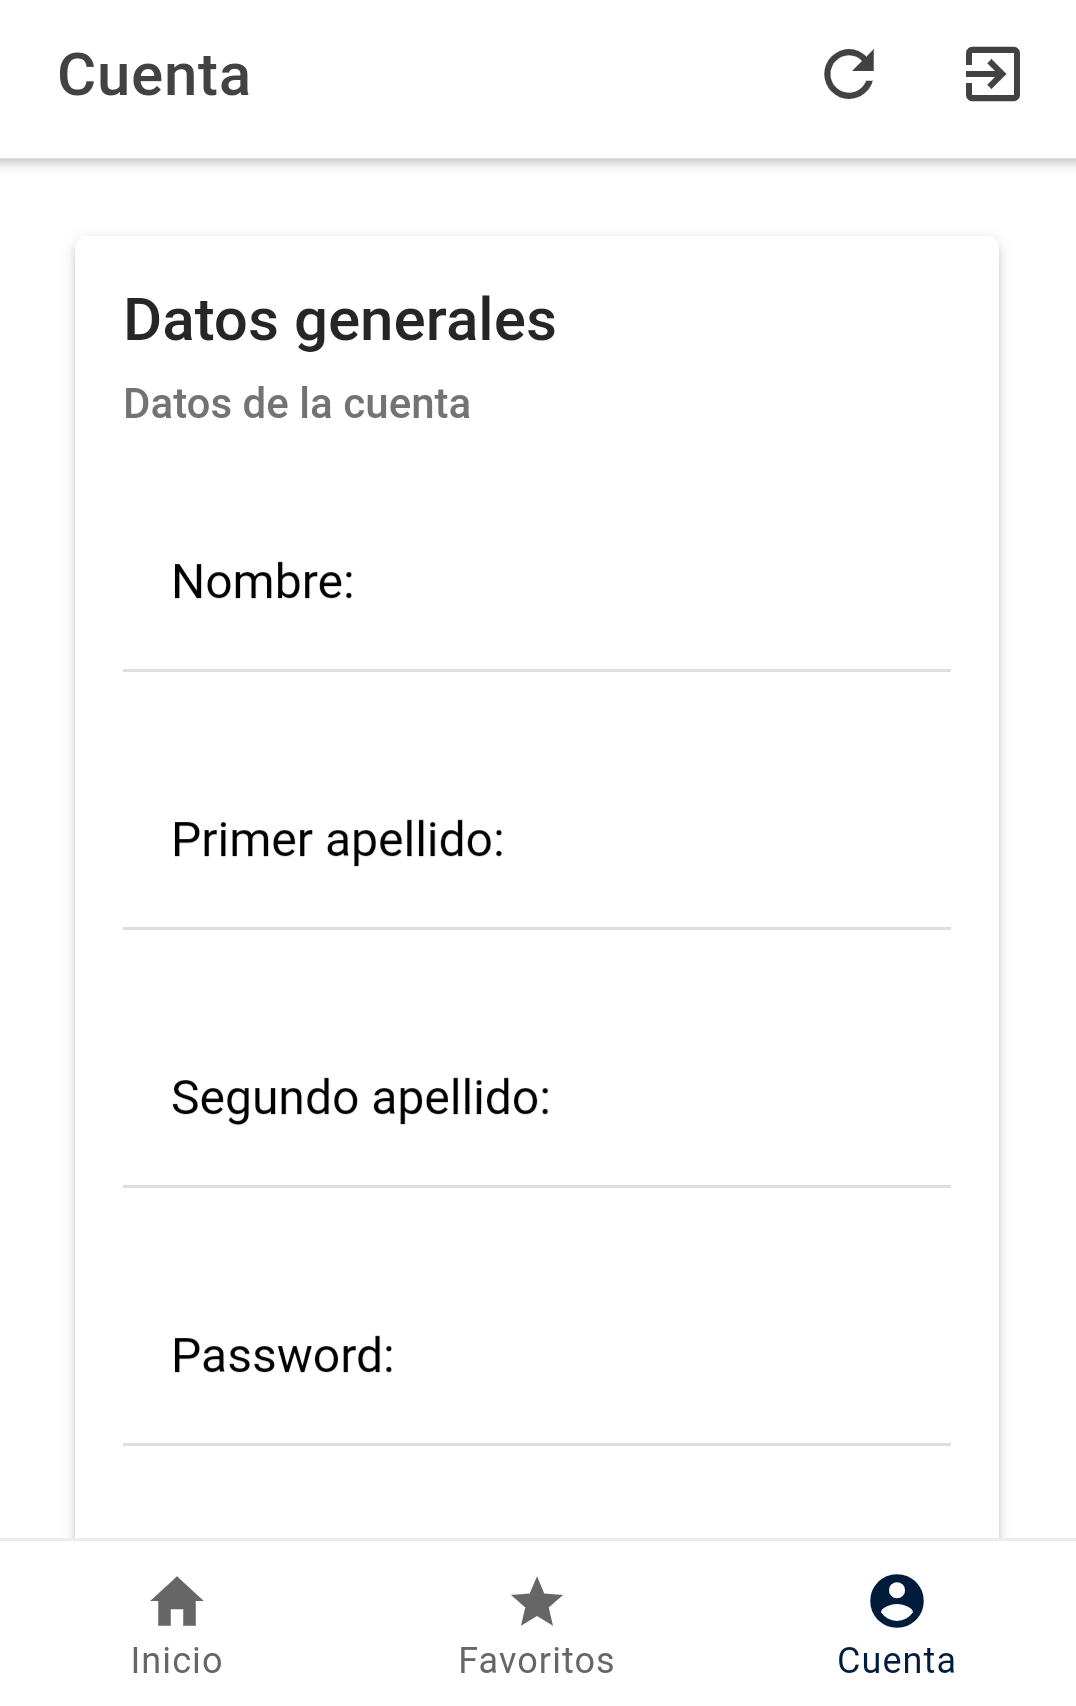 Cuenta
Datos generales
Datos de la cuenta
Nombre:
Primer apellido:
Segundo apellido:
Password:
Inicio
Favoritos
Cuenta